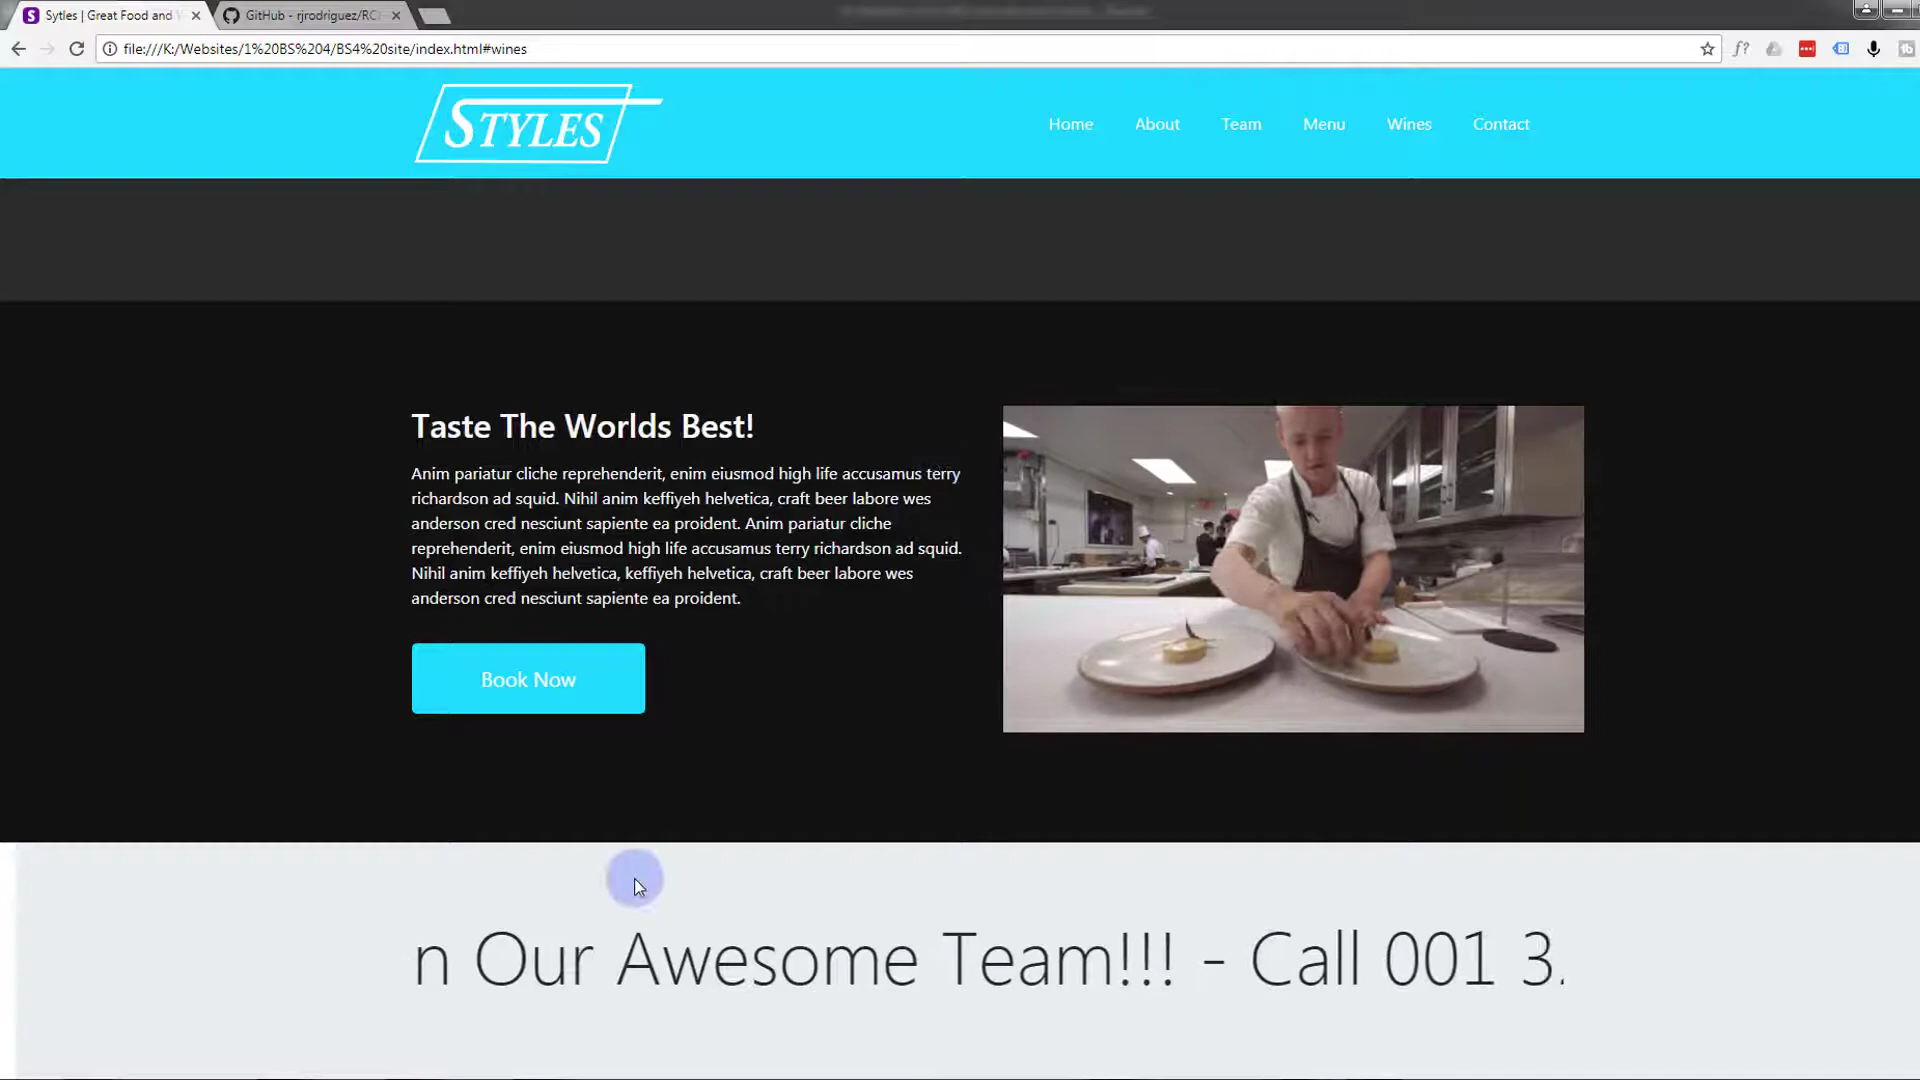 Sytles | Great Food and
GitHub - rjrodriguez/RC
file:///K:/Websites/1%20BS%204/BS4%20site/index.html#wines
STYLES
Home About Team Menu Wines Contact
Taste The Worlds Best!
Anim pariatur cliche reprehenderit, enim eiusmod high life accusamus terry
richardson ad squid. Nihil anim keffiyeh helvetica, craft beer labore wes
anderson cred nesciunt sapiente ea proident. Anim pariatur cliche
reprehenderit, enim eiusmod high life accusamus terry richardson ad squid.
Nihil anim keffiyeh helvetica, keffiyeh helvetica, craft beer labore wes
anderson cred nesciunt sapiente ea proident.
Book Now
n Our Awesome Team!!! - Call 001 3.